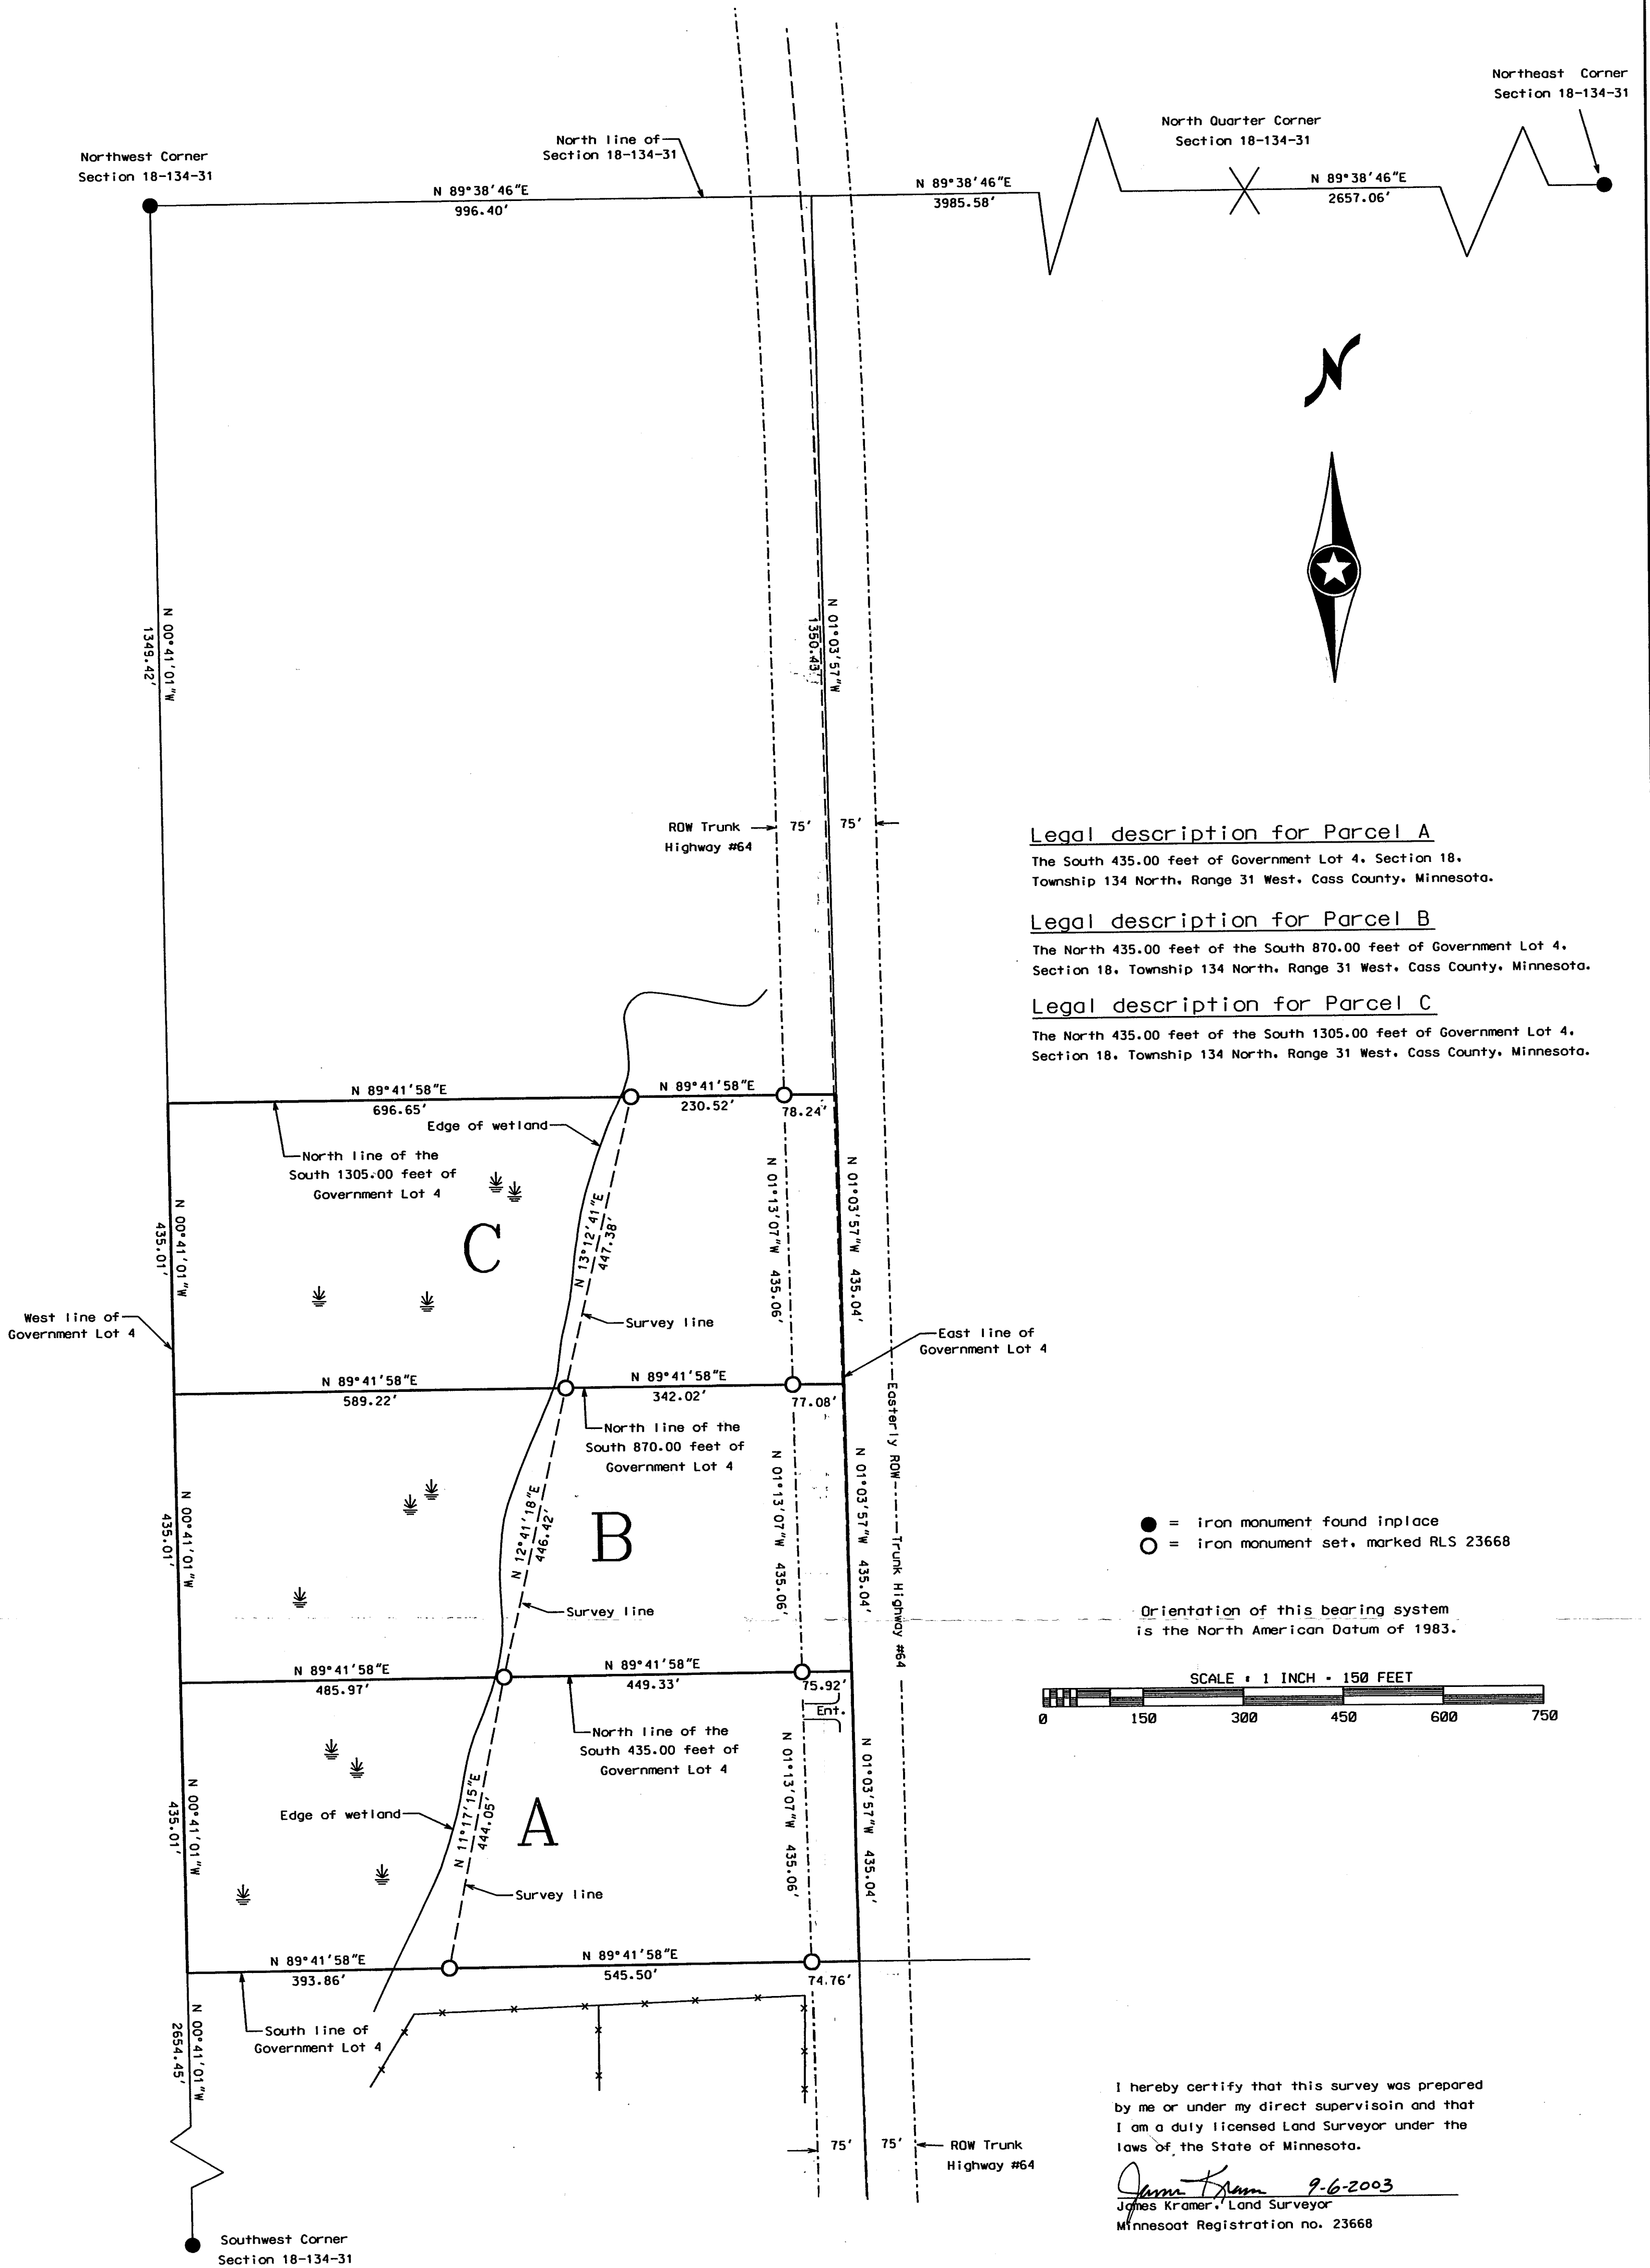 Northeast Corner
Section 18-134-31
North Quarter Corner
Section 18-134-31
North line of
Section 18-134-31
Northwest Corner
Section 18-134-31
N 89°38'46"E
996.40'
N 89°38'46"E
3985.58'
N 89°38'46"E
2657.06'
N
N 00°41'01"W
1349.42'
N 01°03'57"W
1350.43'
ROW Trunk
Highway #64
75'
75'
Legal description for Parcel A
The South 435.00 feet of Government Lot 4, Section 18,
Township 134 North, Range 31 West, Cass County, Minnesota.
Legal description for Parcel B
The North 435.00 feet of the South 870.00 feet of Government Lot 4,
Section 18, Township 134 North, Range 31 West, Cass County, Minnesota.
Legal description for Parcel C
The North 435.00 feet of the South 1305.00 feet of Government Lot 4,
Section 18, Township 134 North, Range 31 West, Cass County, Minnesota.
N 89°41'58"E
696.65'
N 89°41'58"E
230.52'
78.24'
Edge of wetland
North line of the
South 1305.00 feet of
Government Lot 4
C
N 00°41'01"W
435.01'
N 13°12'41"E
447.38'
N 01°13'07"W 435.06'
N 01°03'57"W 435.04'
Survey line
West line of
Government Lot 4
East line of
Government Lot 4
N 89°41'58"E
589.22'
N 89°41'58"E
342.02'
77.08'
North line of the
South 870.00 feet of
Government Lot 4
Easterly ROW Trunk Highway #64
N 00°41'01"W
435.01'
N 12°41'18"E
446.42'
B
N 01°13'07"W 435.06'
N 01°03'57"W 435.04'
Survey line
= iron monument found inplace
= iron monument set, marked RLS 23668
Orientation of this bearing system
is the North American Datum of 1983.
SCALE : 1 INCH - 150 FEET
0 150 300 450 600 750
N 89°41'58"E
485.97'
N 89°41'58"E
449.33'
75.92'
Ent.
North line of the
South 435.00 feet of
Government Lot 4
N 00°41'01"W
435.01'
Edge of wetland
N 11°17'15"E
444.05'
A
N 01°13'07"W 435.06'
N 01°03'57"W 435.04'
Survey line
N 89°41'58"E
393.86'
N 89°41'58"E
545.50'
74.76'
South line of
Government Lot 4
N 00°41'01"W
2654.45'
75'
75'
ROW Trunk
Highway #64
Southwest Corner
Section 18-134-31
I hereby certify that this survey was prepared
by me or under my direct supervisoin and that
I am a duly licensed Land Surveyor under the
laws of the State of Minnesota.
James Kramer 9-6-2003
James Kramer, Land Surveyor
Minnesoat Registration no. 23668